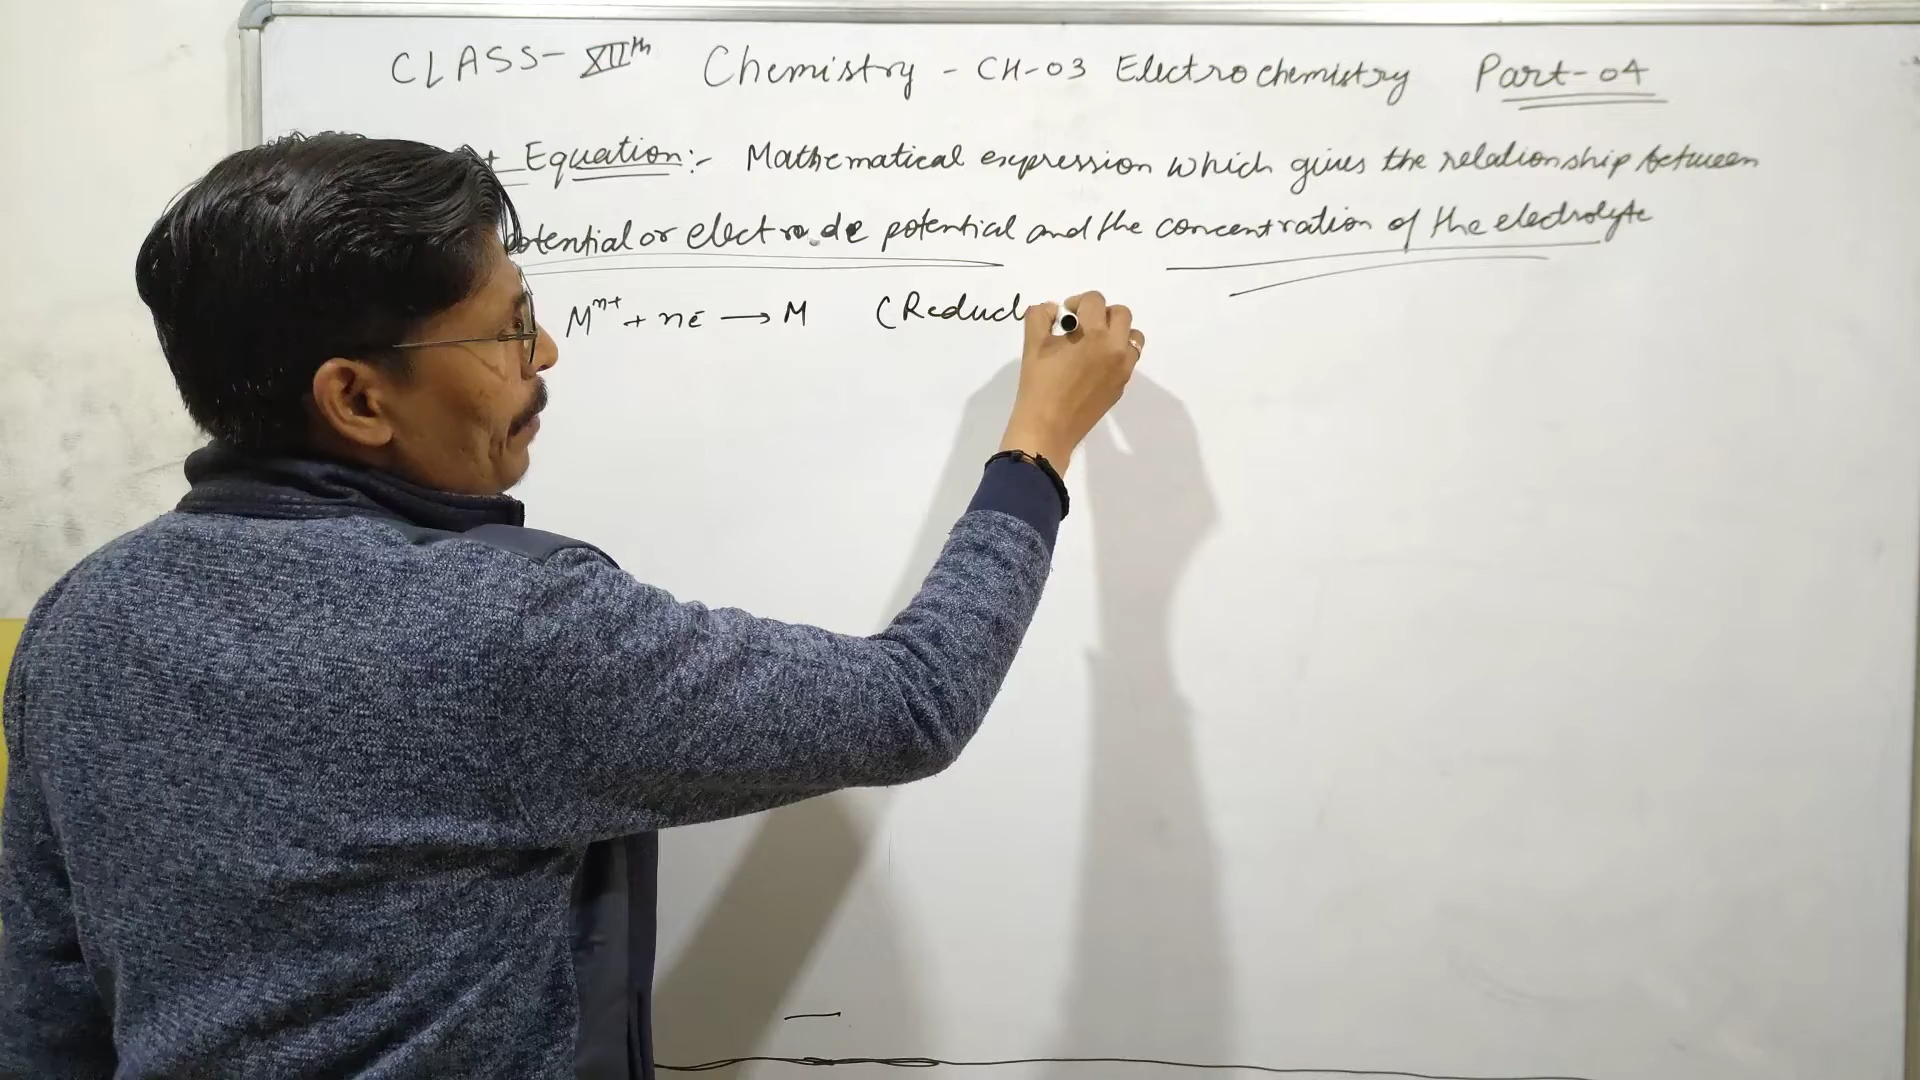 CLASS- XIIth Chemistry - CH-03 Electrochemistry Part-04
Equation:- Mathematical expression which gives the relationship between
potential or electrode potential and the concentration of the electrolyte
Mⁿ⁺ + nē → M (Reduct